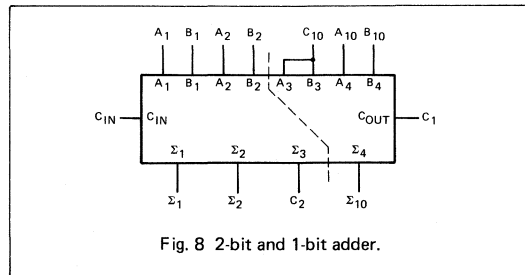 A1 B1 A2 B2 C10 A10 B10
A1 B1 A2 B2 A3 B3 A4 B4
CIN CIN COUT C1
Σ1 Σ2 Σ3 Σ4
Σ1 Σ2 C2 Σ10
Fig. 8 2-bit and 1-bit adder.